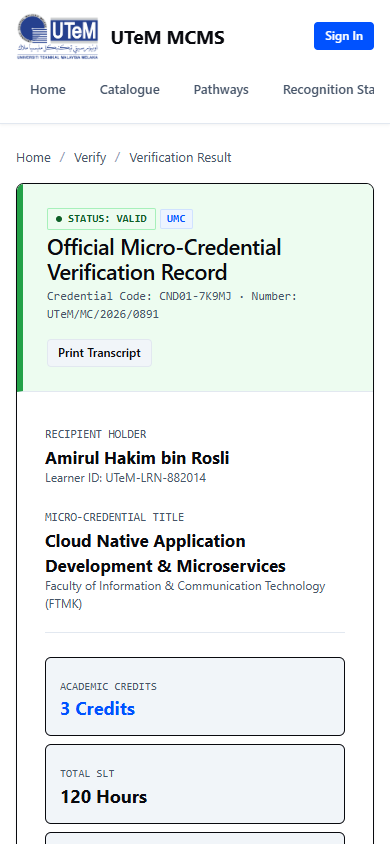 UTeM
UNIVERSITI TEKNIKAL MALAYSIA MELAKA
UTeM MCMS
Sign In
Home
Catalogue
Pathways
Recognition Sta
Home / Verify / Verification Result
● STATUS: VALID
UMC
Official Micro-Credential
Verification Record
Credential Code: CND01-7K9MJ · Number:
UTeM/MC/2026/0891
Print Transcript
RECIPIENT HOLDER
Amirul Hakim bin Rosli
Learner ID: UTeM-LRN-882014
MICRO-CREDENTIAL TITLE
Cloud Native Application
Development & Microservices
Faculty of Information & Communication Technology
(FTMK)
ACADEMIC CREDITS
3 Credits
TOTAL SLT
120 Hours